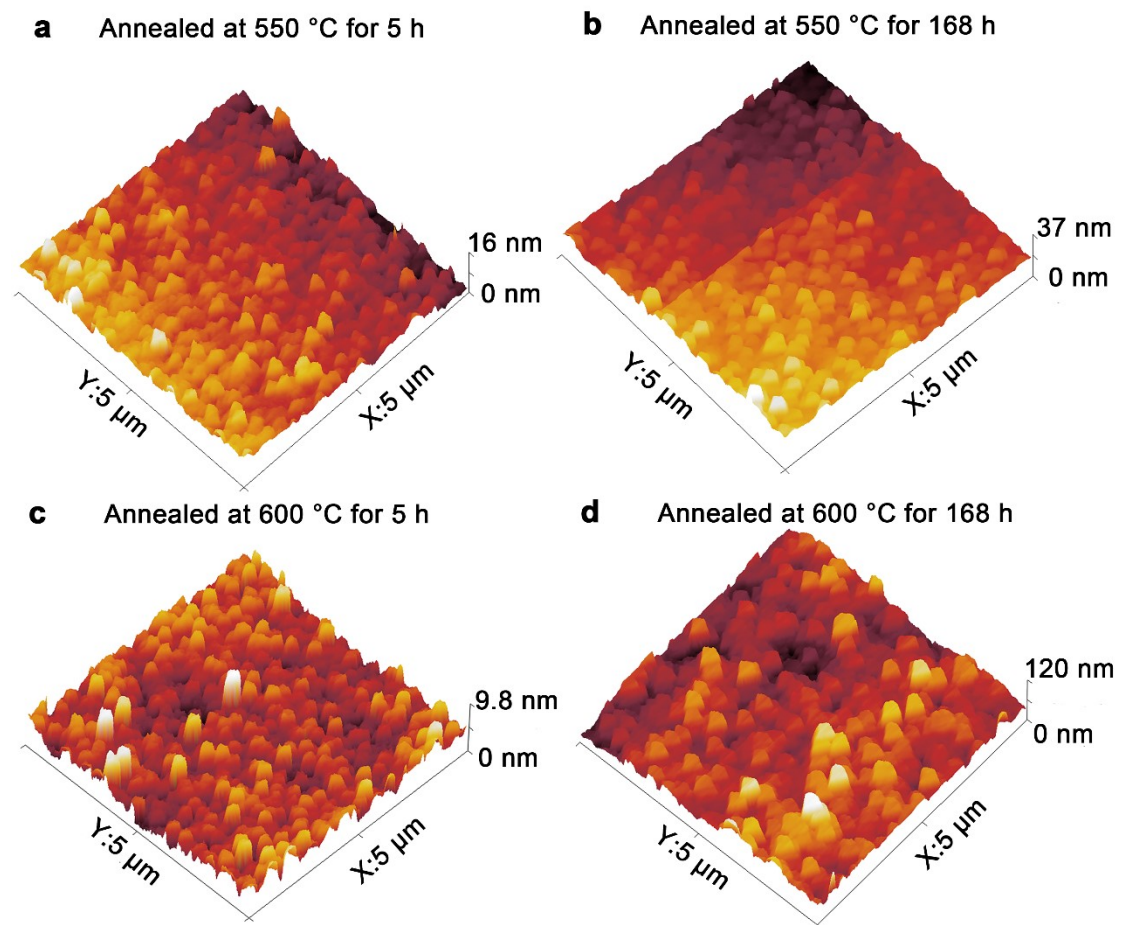 a Annealed at 550 °C for 5 h
16 nm
0 nm
Y:5 µm
X:5 µm
b Annealed at 550 °C for 168 h
37 nm
0 nm
Y:5 µm
X:5 µm
c Annealed at 600 °C for 5 h
9.8 nm
0 nm
Y:5 µm
X:5 µm
d Annealed at 600 °C for 168 h
120 nm
0 nm
Y:5 µm
X:5 µm